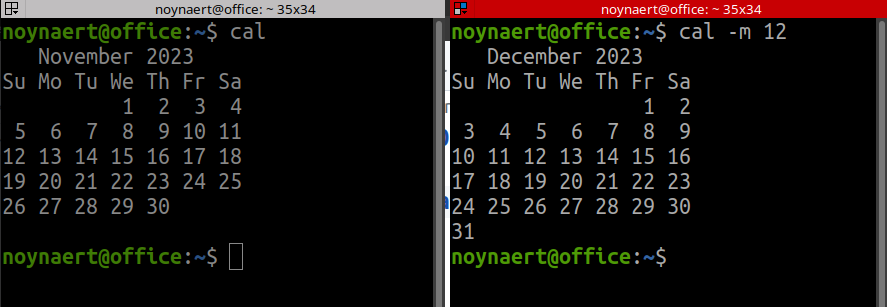 noynaert@office: ~ 35x34
noynaert@office:~$ cal
November 2023
Su Mo Tu We Th Fr Sa
1 2 3 4
5 6 7 8 9 10 11
12 13 14 15 16 17 18
19 20 21 22 23 24 25
26 27 28 29 30
noynaert@office:~$
noynaert@office: ~ 35x34
noynaert@office:~$ cal -m 12
December 2023
Su Mo Tu We Th Fr Sa
1 2
3 4 5 6 7 8 9
10 11 12 13 14 15 16
17 18 19 20 21 22 23
24 25 26 27 28 29 30
31
noynaert@office:~$